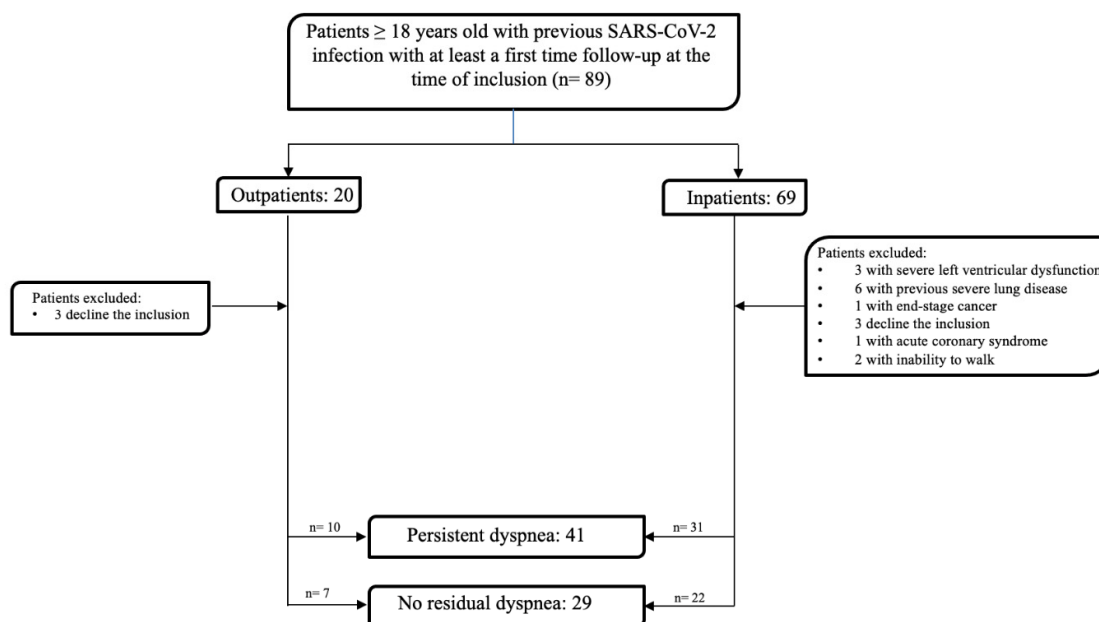 Patients ≥ 18 years old with previous SARS-CoV-2
infection with at least a first time follow-up at the
time of inclusion (n= 89)
Outpatients: 20
Inpatients: 69
Patients excluded:
• 3 decline the inclusion
Patients excluded:
• 3 with severe left ventricular dysfunction
• 6 with previous severe lung disease
• 1 with end-stage cancer
• 3 decline the inclusion
• 1 with acute coronary syndrome
• 2 with inability to walk
n= 10
Persistent dyspnea: 41
n= 31
n= 7
No residual dyspnea: 29
n= 22